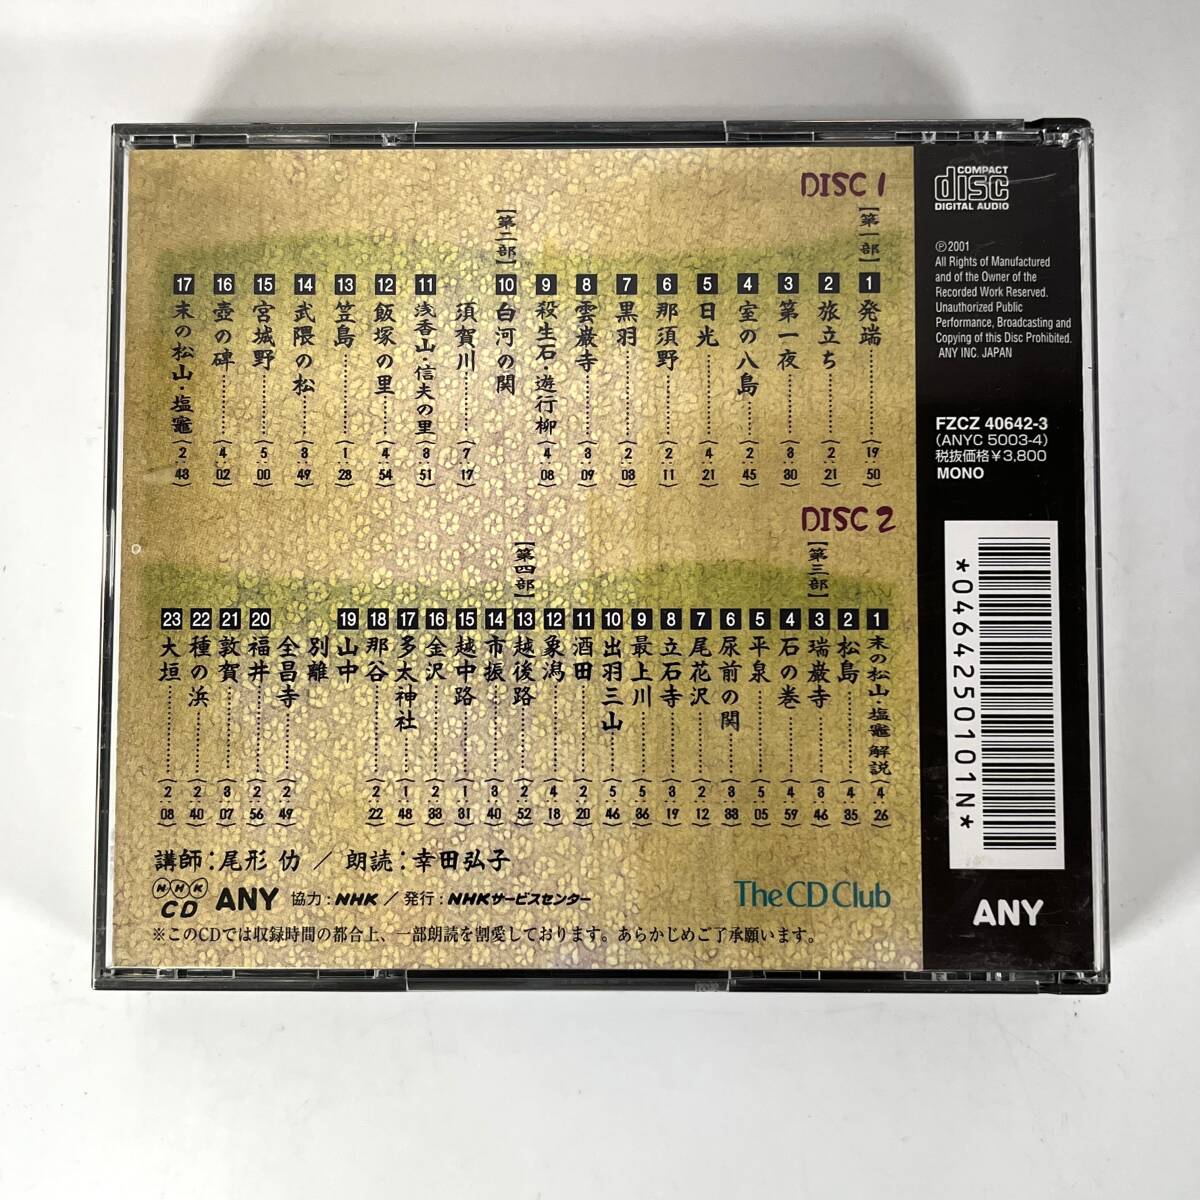 DISC 1
【第一部】
1 発端 (19:50)
2 旅立ち (2:21)
3 第一夜 (3:30)
4 室の八島 (2:45)
5 日光 (4:21)
6 那須野 (2:11)
7 黒羽 (2:03)
8 雲巌寺 (3:09)
9 殺生石・遊行柳 (4:08)
【第二部】
10 白河の関
須賀川 (7:17)
11 浅香山・信夫の里 (8:51)
12 飯塚の里 (4:54)
13 笠島 (1:28)
14 武隈の松 (3:49)
15 宮城野 (5:00)
16 壺の碑 (4:02)
17 末の松山・塩竈 (2:43)
DISC 2
1 末の松山・塩竈 解説 (4:26)
2 松島 (4:35)
【第三部】
3 瑞巌寺 (3:46)
4 石の巻 (4:59)
5 平泉 (5:05)
6 尿前の関 (3:38)
7 尾花沢 (2:12)
8 立石寺 (3:19)
9 最上川 (5:36)
10 出羽三山 (5:46)
11 酒田 (2:20)
12 象潟 (4:18)
【第四部】
13 越後路 (2:52)
14 市振 (3:40)
15 越中路 (1:31)
16 金沢 (2:33)
17 多太神社 (1:48)
18 那谷 (2:22)
19 山中
別離
全昌寺 (2:49)
20 福井 (2:56)
21 敦賀 (3:07)
22 種の浜 (2:40)
23 大垣 (2:08)
講師：尾形 仂 ／ 朗読：幸田弘子
NHK CD ANY 協力：NHK ／ 発行：NHKサービスセンター
The CD Club
※このCDでは収録時間の都合上、一部朗読を割愛しております。あらかじめご了承願います。
COMPACT
disc
DIGITAL AUDIO
Ⓟ2001
All Rights of Manufactured
and of the Owner of the
Recorded Work Reserved.
Unauthorized Public
Performance, Broadcasting and
Copying of this Disc Prohibited.
ANY INC. JAPAN
FZCZ 40642-3
(ANYC 5003-4)
税抜価格￥3,800
MONO
*0464250101N*
ANY